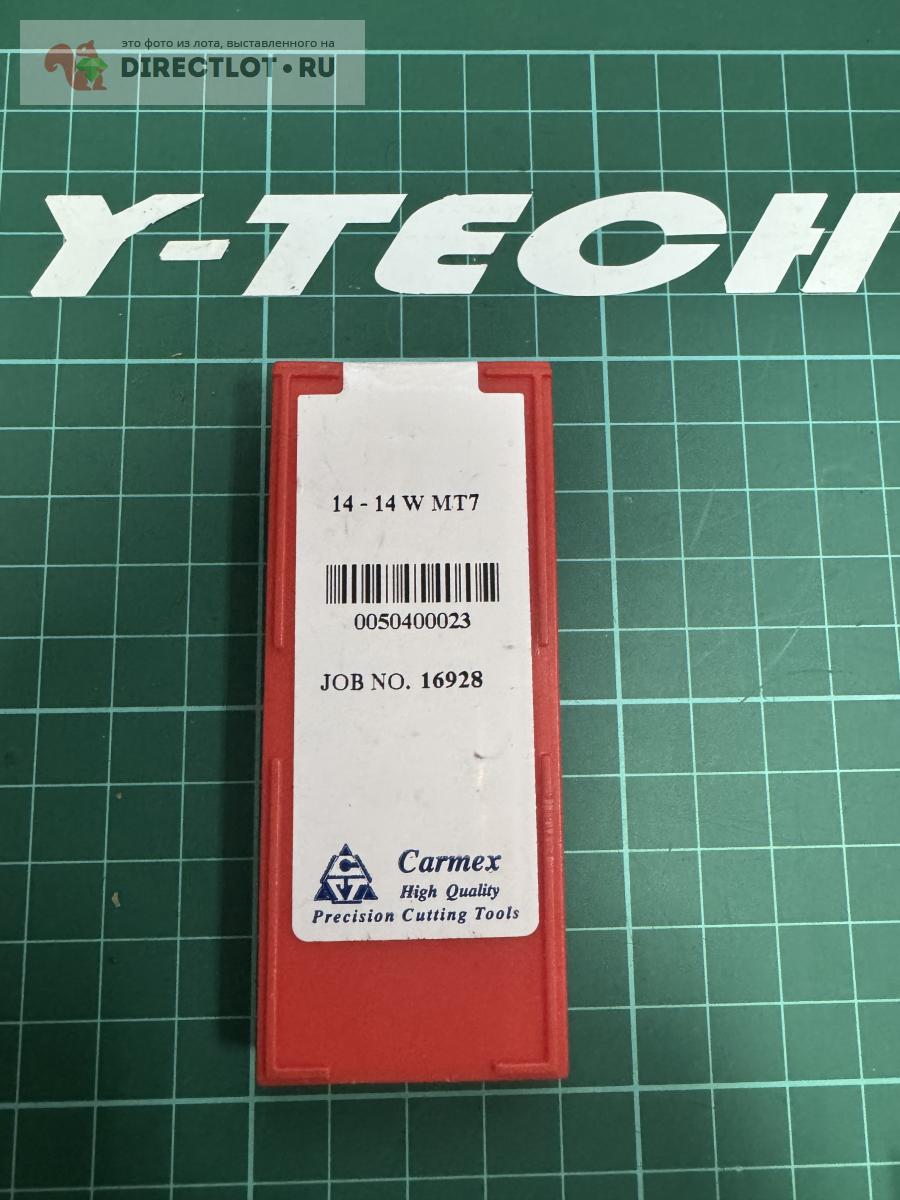 это фото из лота, выставленного на
DIRECTLOT•RU
Y-TECH
14 - 14 W MT7
0050400023
JOB NO. 16928
Carmex
High Quality
Precision Cutting Tools